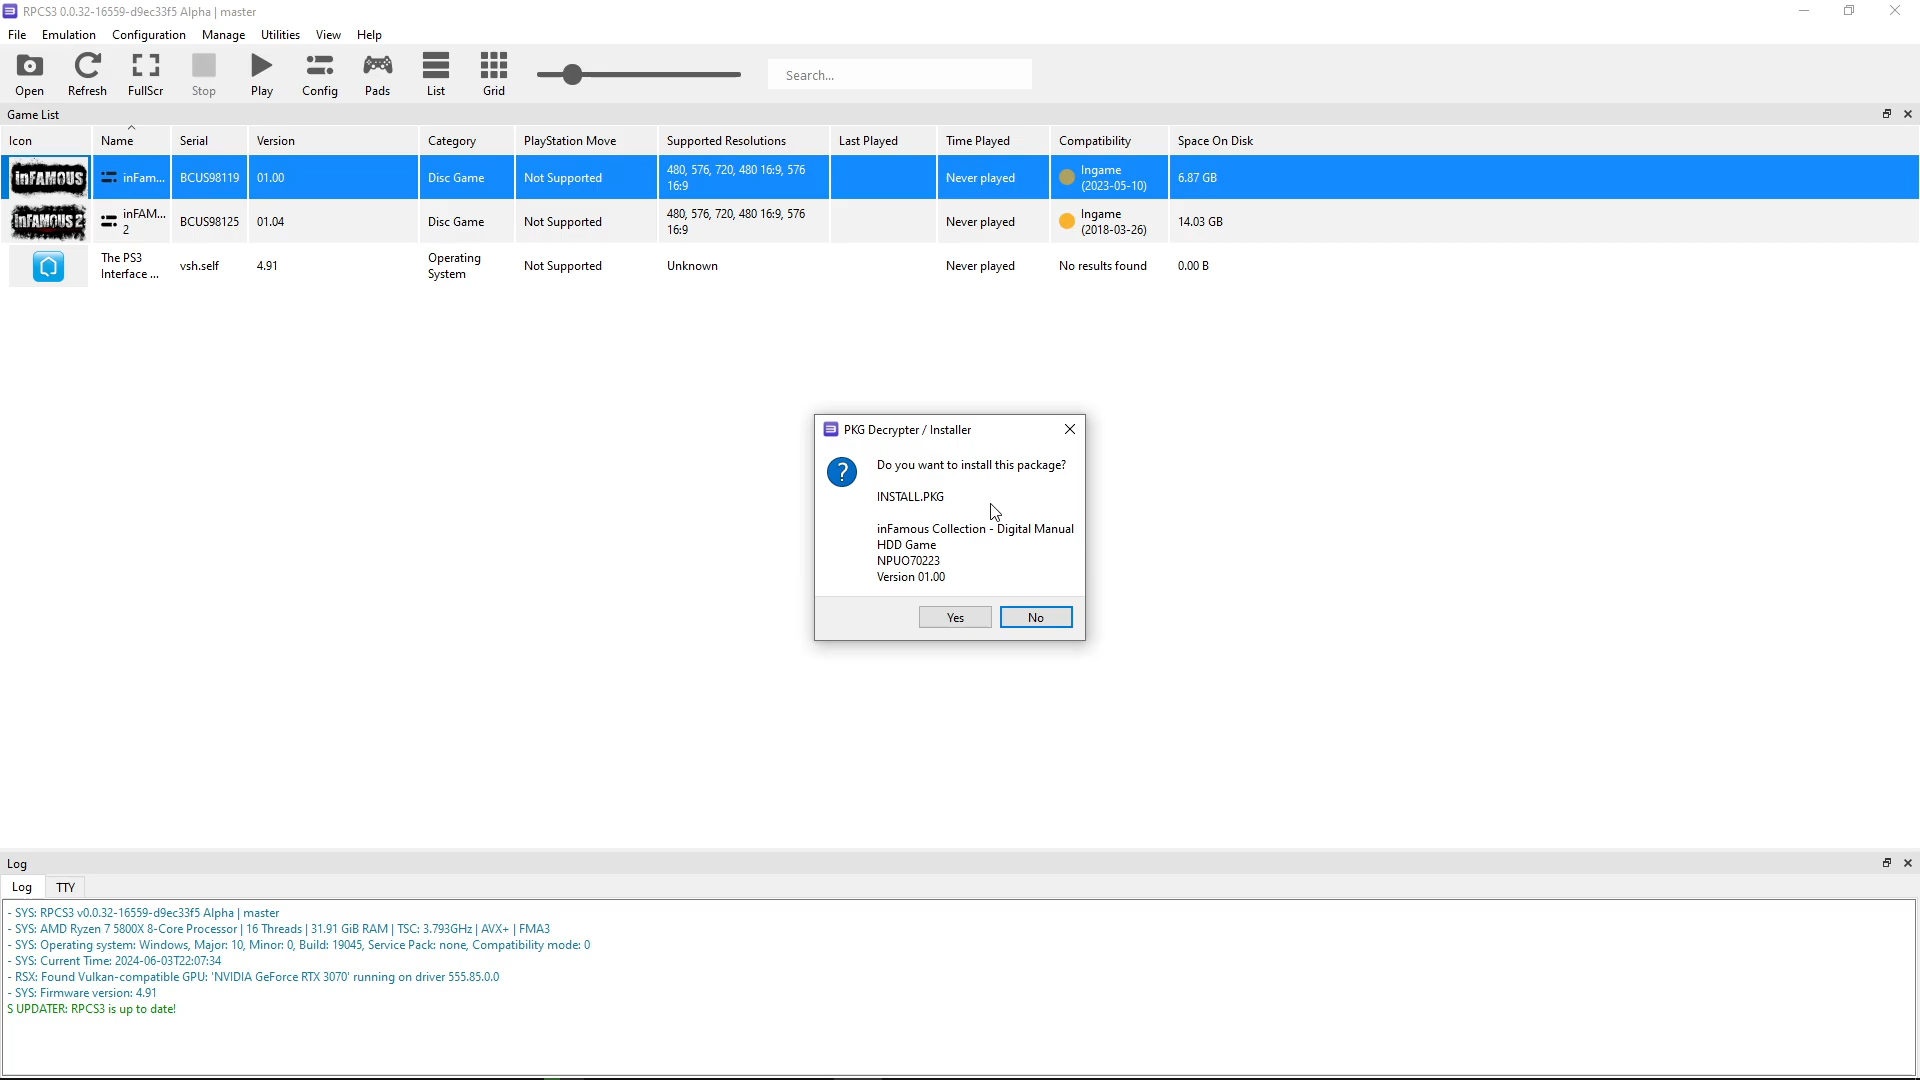 RPCS3 0.0.32-16559-d9ec33f5 Alpha | master
File Emulation Configuration Manage Utilities View Help
Open Refresh FullScr Stop Play Config Pads List Grid Search...
Game List
Icon Name Serial Version Category PlayStation Move Supported Resolutions Last Played Time Played Compatibility Space On Disk
inFAMOUS inFam... BCUS98119 01.00 Disc Game Not Supported 480, 576, 720, 480 16:9, 576 Never played Ingame 6.87 GB
16:9 (2023-05-10)
inFAMOUS 2 inFAM... BCUS98125 01.04 Disc Game Not Supported 480, 576, 720, 480 16:9, 576 Ingame 14.03 GB
2 16:9 Never played (2018-03-26)
The PS3 vsh.self 4.91 Operating Not Supported Unknown Never played No results found 0.00 B
Interface ... System
PKG Decrypter / Installer
Do you want to install this package?
INSTALL.PKG
inFamous Collection - Digital Manual
HDD Game
NPUO70223
Version 01.00
Yes No
Log
Log TTY
- SYS: RPCS3 v0.0.32-16559-d9ec33f5 Alpha | master
- SYS: AMD Ryzen 7 5800X 8-Core Processor | 16 Threads | 31.91 GiB RAM | TSC: 3.793GHz | AVX+ | FMA3
- SYS: Operating system: Windows, Major: 10, Minor: 0, Build: 19045, Service Pack: none, Compatibility mode: 0
- SYS: Current Time: 2024-06-03T22:07:34
- RSX: Found Vulkan-compatible GPU: 'NVIDIA GeForce RTX 3070' running on driver 555.85.0.0
- SYS: Firmware version: 4.91
S UPDATER: RPCS3 is up to date!